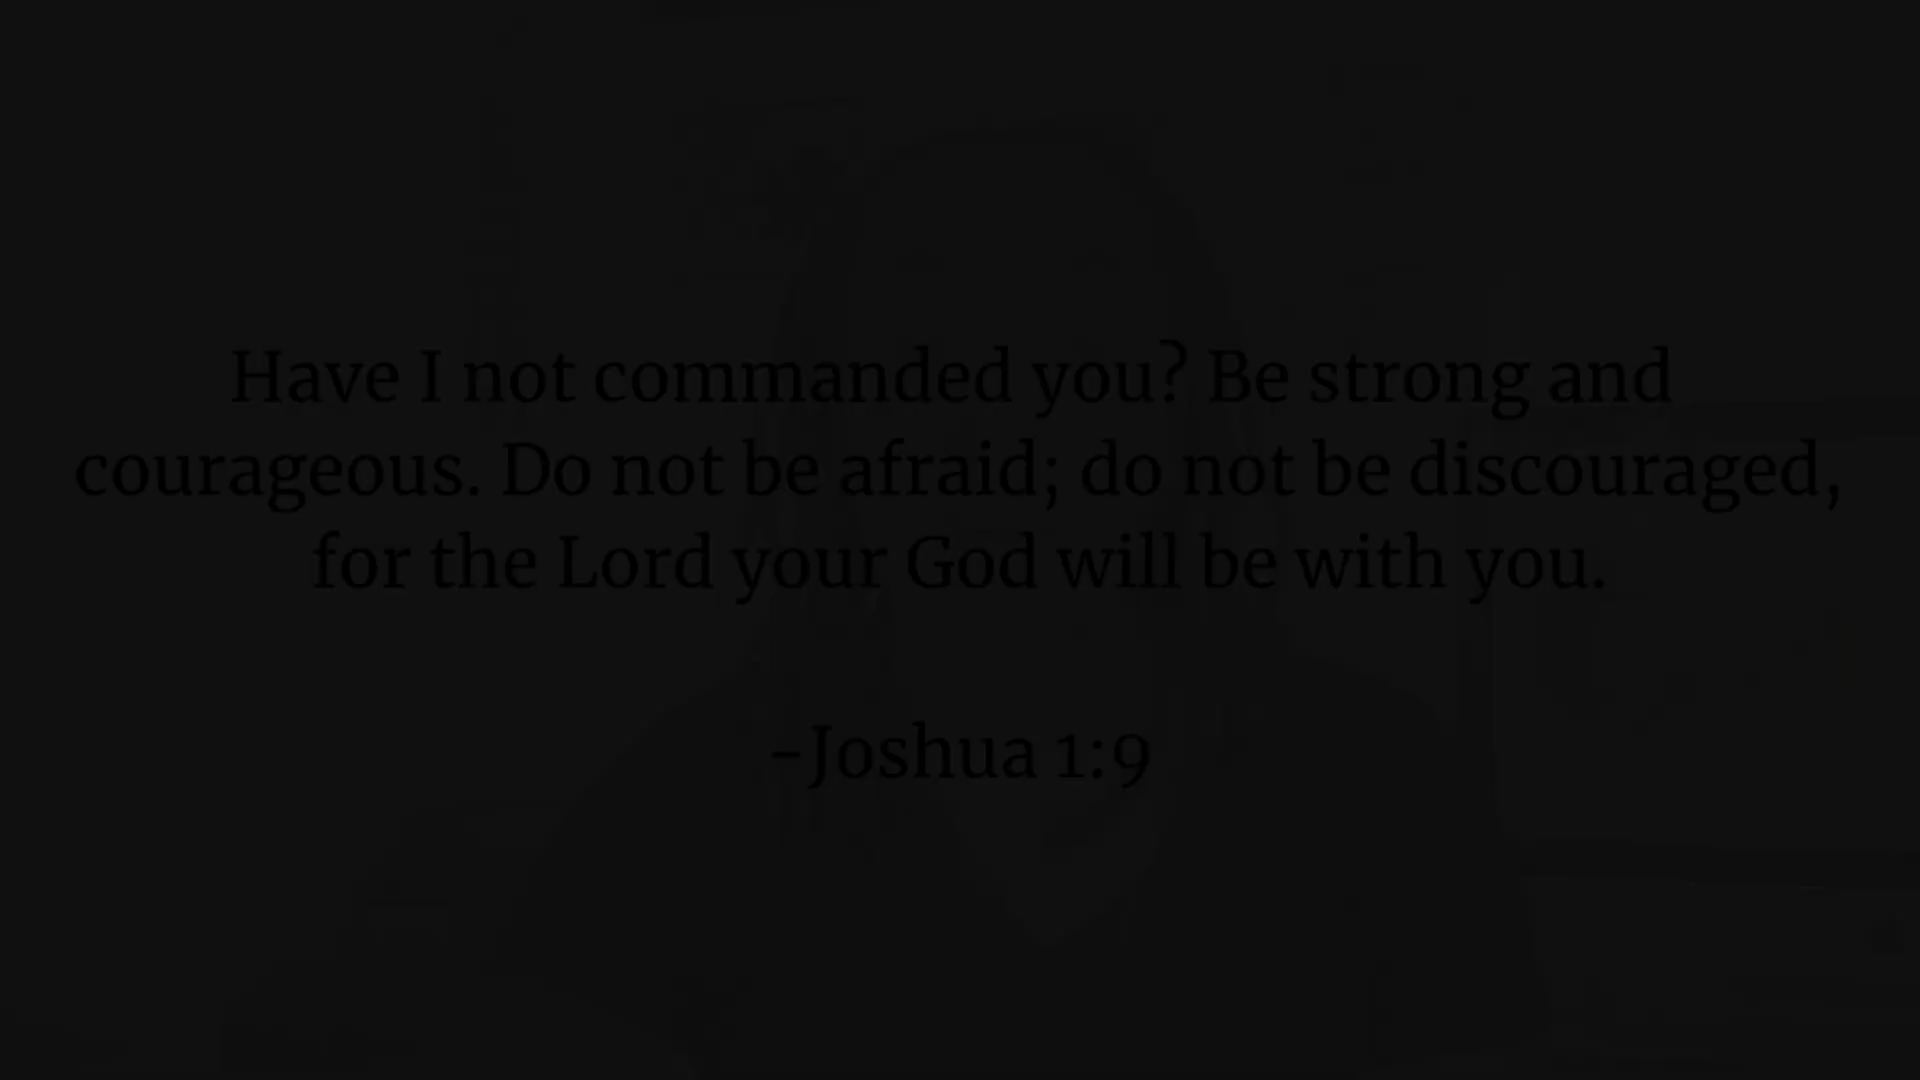 Have I not commanded you? Be strong and
courageous. Do not be afraid; do not be discouraged,
for the Lord your God will be with you.
-Joshua 1:9